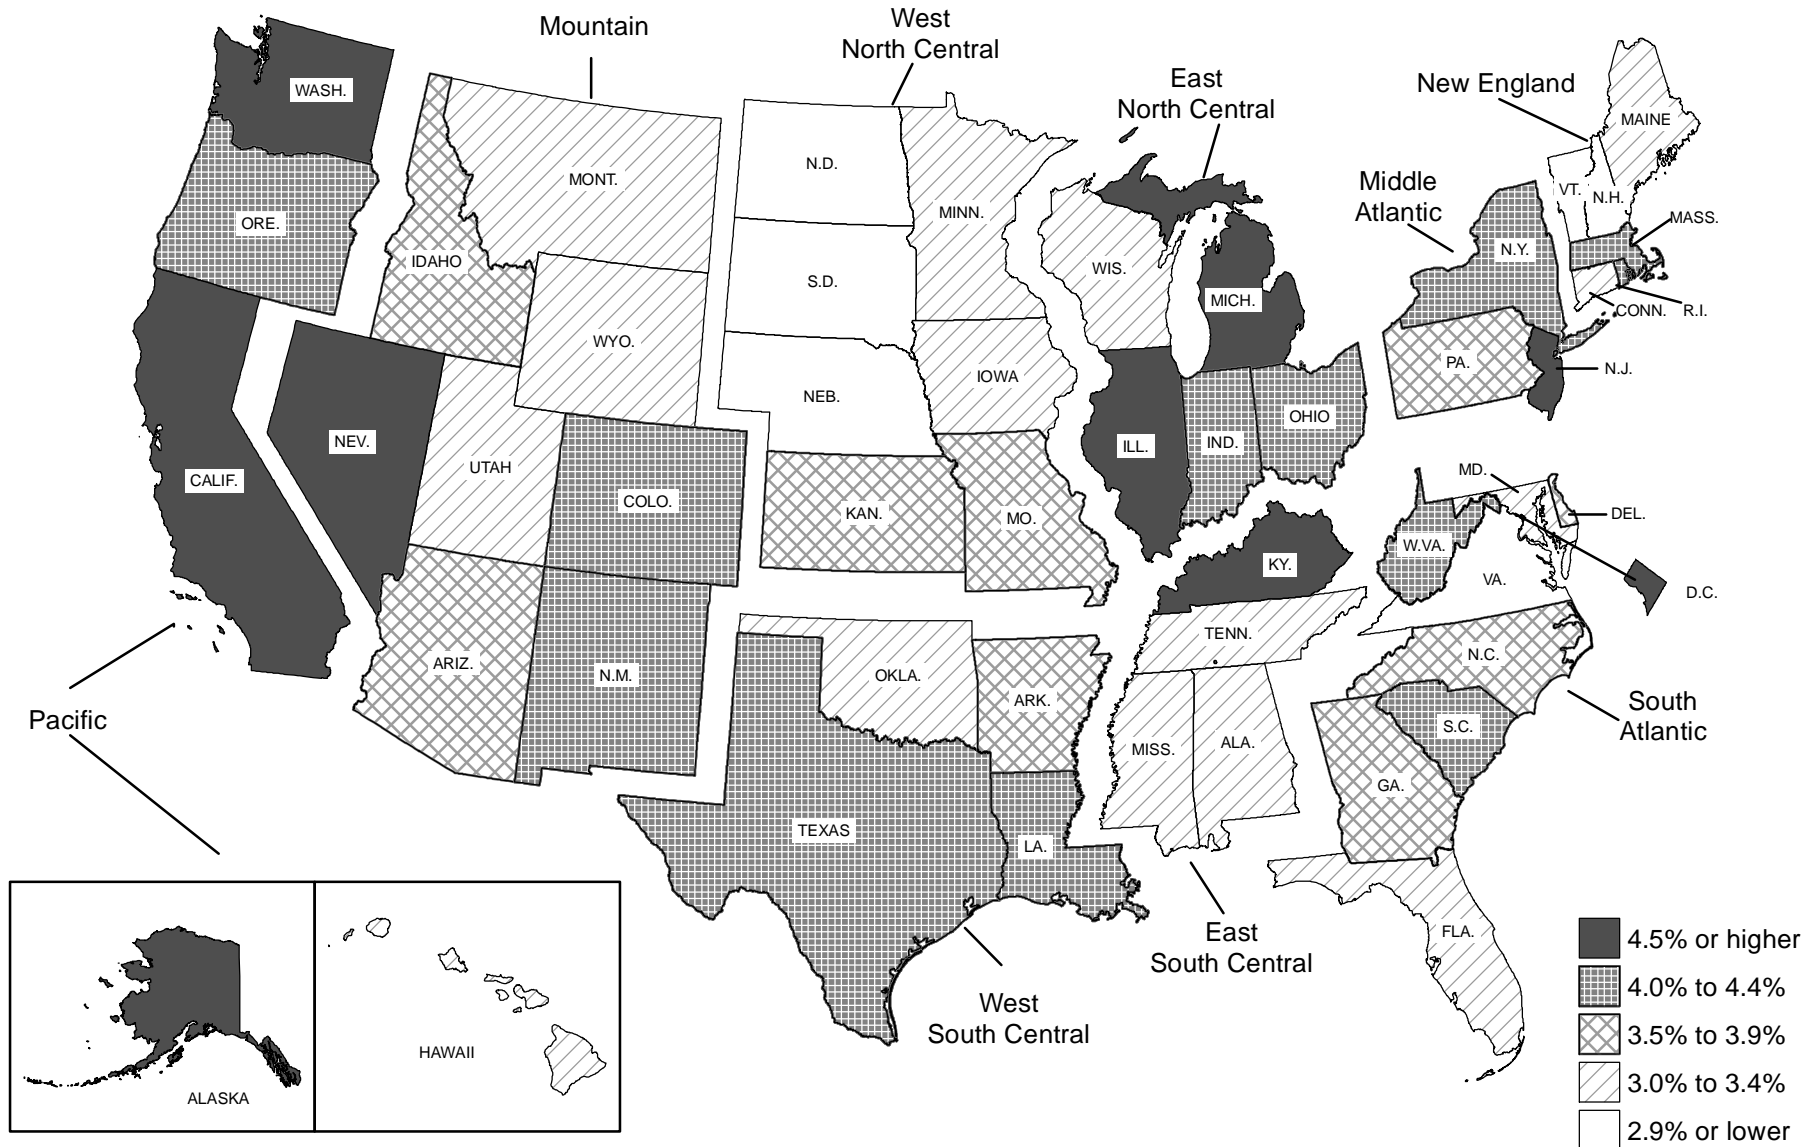 Mountain
West
North Central
East
North Central
New England
WASH.
MAINE
N.D.
MONT.
VT.
N.H.
Middle
Atlantic
MINN.
MASS.
ORE.
N.Y.
IDAHO
WIS.
S.D.
MICH.
CONN.
R.I.
WYO.
PA.
IOWA
N.J.
NEB.
OHIO
NEV.
ILL.
IND.
UTAH
MD.
CALIF.
COLO.
KAN.
MO.
DEL.
W.VA.
KY.
VA.
D.C.
TENN.
N.C.
ARIZ.
N.M.
OKLA.
ARK.
South
Atlantic
Pacific
S.C.
MISS.
ALA.
GA.
TEXAS
LA.
East
South Central
FLA.
4.5% or higher
West
South Central
4.0% to 4.4%
3.5% to 3.9%
HAWAII
3.0% to 3.4%
ALASKA
2.9% or lower